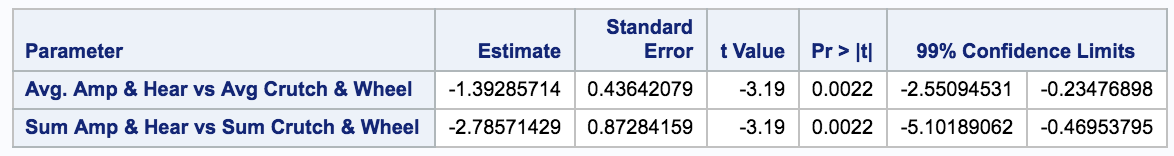 Parameter Estimate Standard Error t Value Pr > |t| 99% Confidence Limits
Avg. Amp & Hear vs Avg Crutch & Wheel -1.39285714 0.43642079 -3.19 0.0022 -2.55094531 -0.23476898
Sum Amp & Hear vs Sum Crutch & Wheel -2.78571429 0.87284159 -3.19 0.0022 -5.10189062 -0.46953795